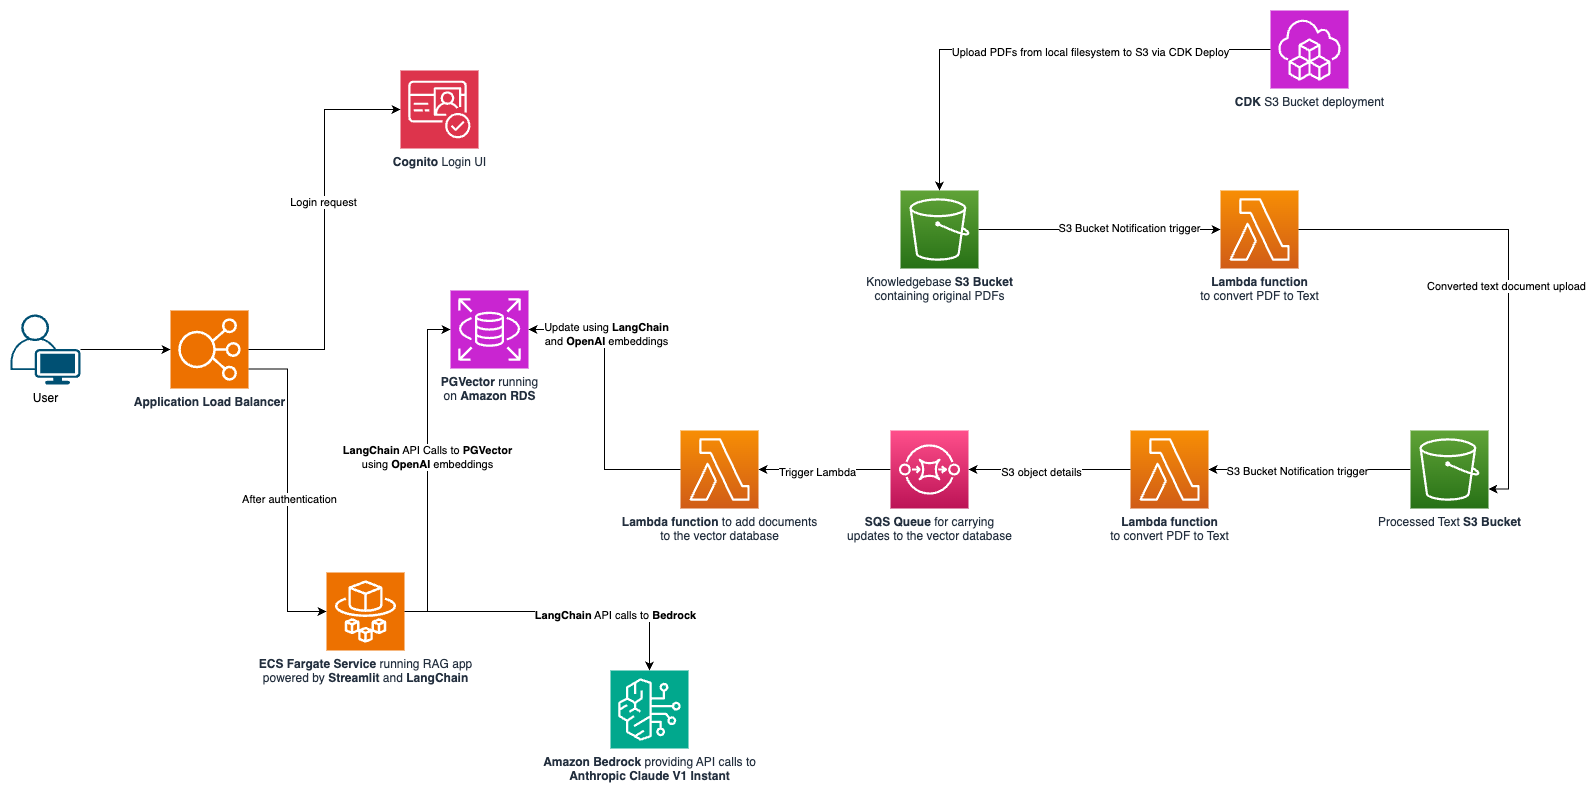 Upload PDFs from local filesystem to S3 via CDK Deploy
CDK S3 Bucket deployment
Cognito Login UI
Login request
S3 Bucket Notification trigger
Knowledgebase S3 Bucket
containing original PDFs
Lambda function
to convert PDF to Text
Converted text document upload
User
Application Load Balancer
PGVector running
on Amazon RDS
Update using LangChain
and OpenAI embeddings
LangChain API Calls to PGVector
using OpenAI embeddings
After authentication
Trigger Lambda
S3 object details
S3 Bucket Notification trigger
Lambda function to add documents
to the vector database
SQS Queue for carrying
updates to the vector database
Lambda function
to convert PDF to Text
Processed Text S3 Bucket
LangChain API calls to Bedrock
ECS Fargate Service running RAG app
powered by Streamlit and LangChain
Amazon Bedrock providing API calls to
Anthropic Claude V1 Instant